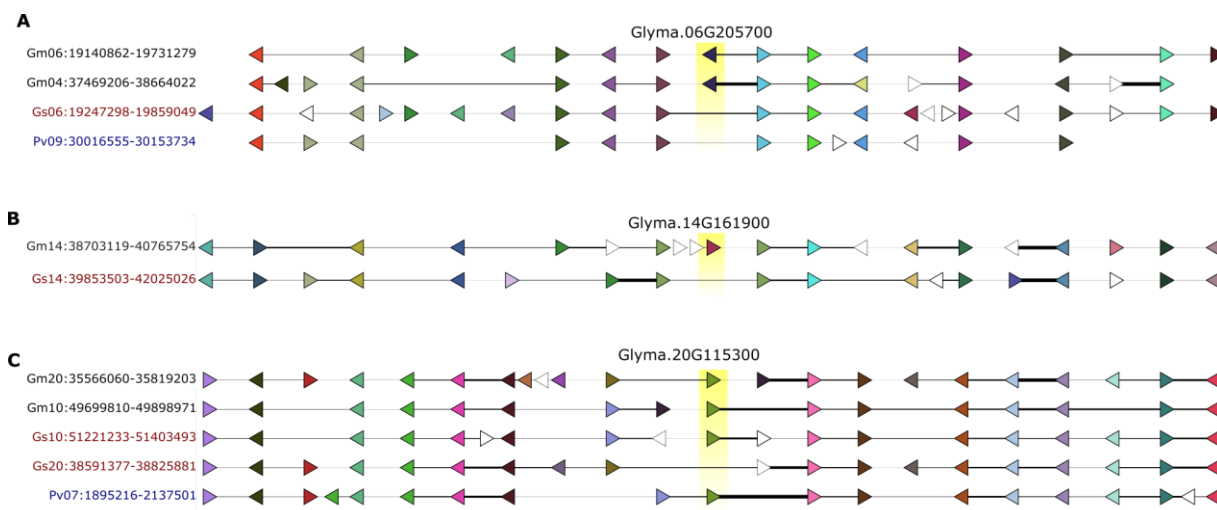 A
Glyma.06G205700
Gm06:19140862-19731279
Gm04:37469206-38664022
Gs06:19247298-19859049
Pv09:30016555-30153734
B
Glyma.14G161900
Gm14:38703119-40765754
Gs14:39853503-42025026
C
Glyma.20G115300
Gm20:35566060-35819203
Gm10:49699810-49898971
Gs10:51221233-51403493
Gs20:38591377-38825881
Pv07:1895216-2137501